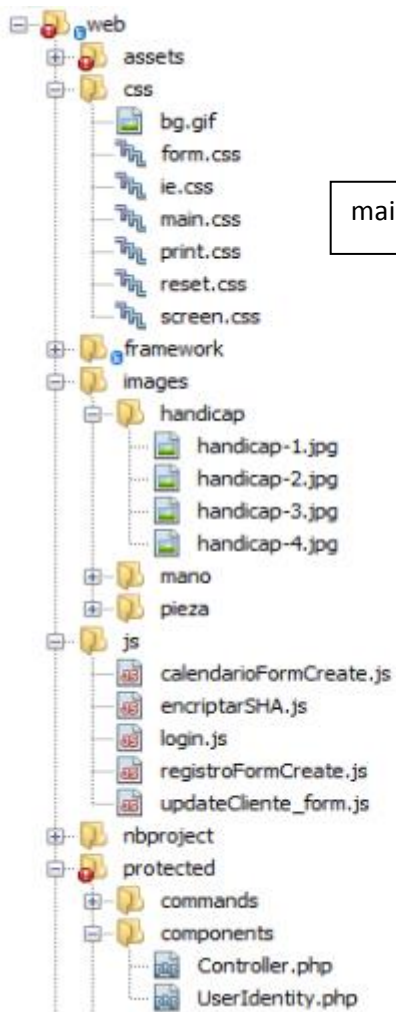 web
assets
css
bg.gif
form.css
ie.css
main.css
print.css
reset.css
screen.css
mai
framework
images
handicap
handicap-1.jpg
handicap-2.jpg
handicap-3.jpg
handicap-4.jpg
mano
pieza
js
calendarioFormCreate.js
encriptarSHA.js
login.js
registroFormCreate.js
updateCliente_form.js
nbproject
protected
commands
components
Controller.php
UserIdentity.php